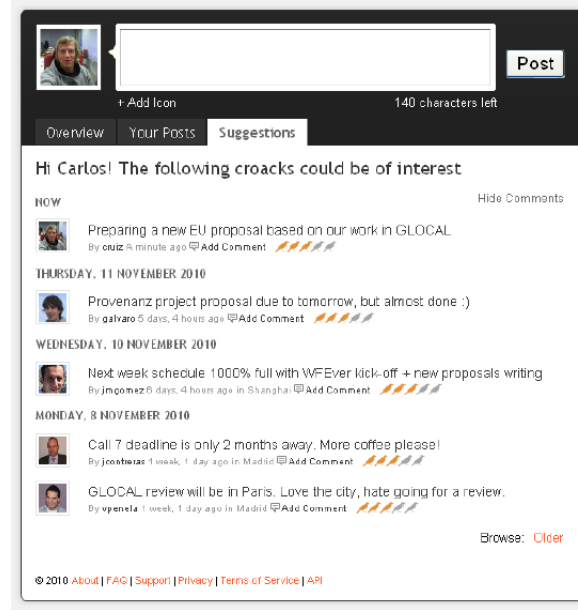 Post
+ Add Icon 140 characters left
Overview Your Posts Suggestions
Hi Carlos! The following croacks could be of interest
NOW Hide Comments
Preparing a new EU proposal based on our work in GLOCAL
By cruiz A minute ago Add Comment
THURSDAY, 11 NOVEMBER 2010
Provenanz project proposal due to tomorrow, but almost done :)
By galvaro 5 days, 4 hours ago Add Comment
WEDNESDAY, 10 NOVEMBER 2010
Next week schedule 1000% full with WFEver kick-off + new proposals writing
By jmgomez 6 days, 4 hours ago in Shanghai Add Comment
MONDAY, 8 NOVEMBER 2010
Call 7 deadline is only 2 months away. More coffee please!
By jcontreras 1 week, 1 day ago in Madrid Add Comment
GLOCAL review will be in Paris. Love the city, hate going for a review.
By vpenela 1 week, 1 day ago in Madrid Add Comment
Browse: Older
© 2010 About | FAQ | Support | Privacy | Terms of Service | API